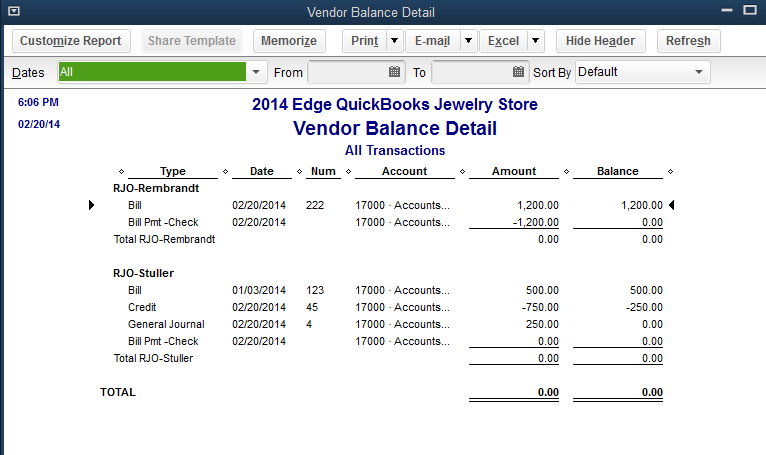 Vendor Balance Detail
Customize Report Share Template Memorize Print E-mail Excel Hide Header Refresh
Dates All From To Sort By Default
6:06 PM 2014 Edge QuickBooks Jewelry Store
02/20/14 Vendor Balance Detail
All Transactions
Type Date Num Account Amount Balance
RJO-Rembrandt
Bill 02/20/2014 222 17000 · Accounts... 1,200.00 1,200.00
Bill Pmt -Check 02/20/2014 17000 · Accounts... -1,200.00 0.00
Total RJO-Rembrandt 0.00 0.00
RJO-Stuller
Bill 01/03/2014 123 17000 · Accounts... 500.00 500.00
Credit 02/20/2014 45 17000 · Accounts... -750.00 -250.00
General Journal 02/20/2014 4 17000 · Accounts... 250.00 0.00
Bill Pmt -Check 02/20/2014 17000 · Accounts... 0.00 0.00
Total RJO-Stuller 0.00 0.00
TOTAL 0.00 0.00